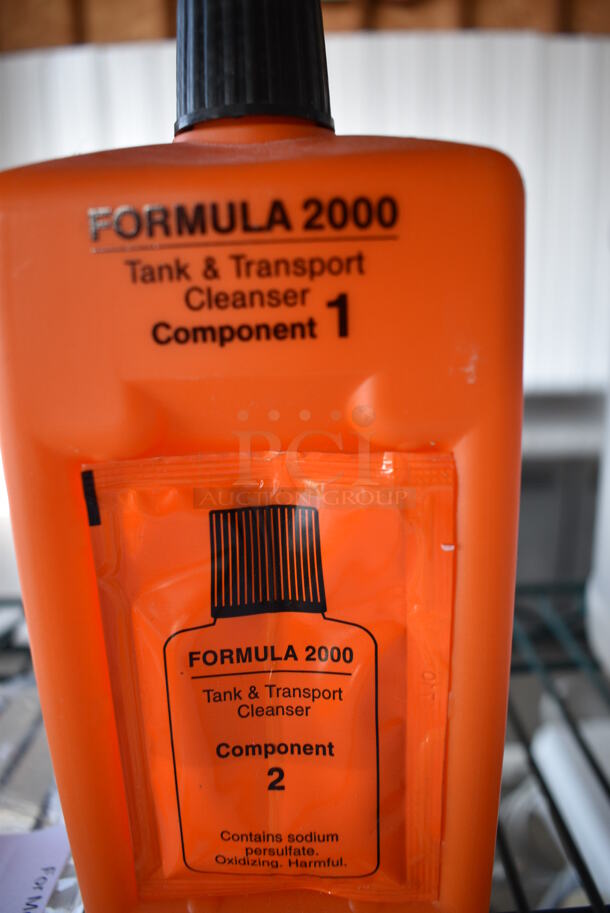 FORMULA 2000
Tank & Transport
Cleanser
Component 1
PCI
AUCTION GROUP
FORMULA 2000
Tank & Transport
Cleanser
Component
2
Contains sodium
persulfate.
Oxidizing. Harmful.